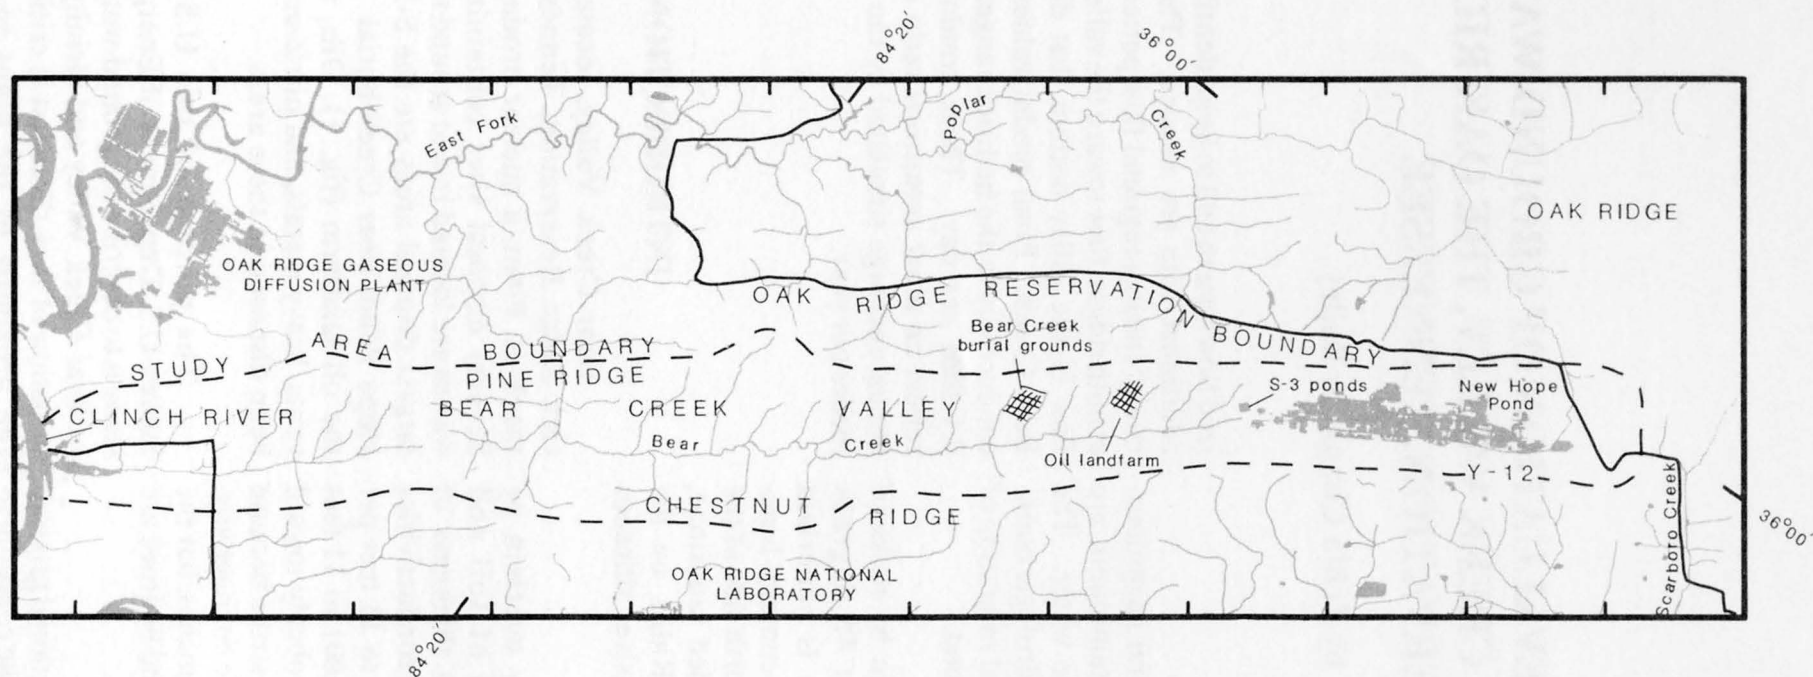 84°20'
36°00'
East Fork
Poplar
Creek
OAK RIDGE
OAK RIDGE GASEOUS
DIFFUSION PLANT
OAK RIDGE RESERVATION BOUNDARY
STUDY AREA BOUNDARY
Bear Creek
burial grounds
PINE RIDGE
S-3 ponds
New Hope
Pond
CLINCH RIVER
BEAR CREEK VALLEY
Bear Creek
Oil landfarm
Y-12
CHESTNUT RIDGE
Scarboro Creek
36°00'
OAK RIDGE NATIONAL
LABORATORY
84°20'